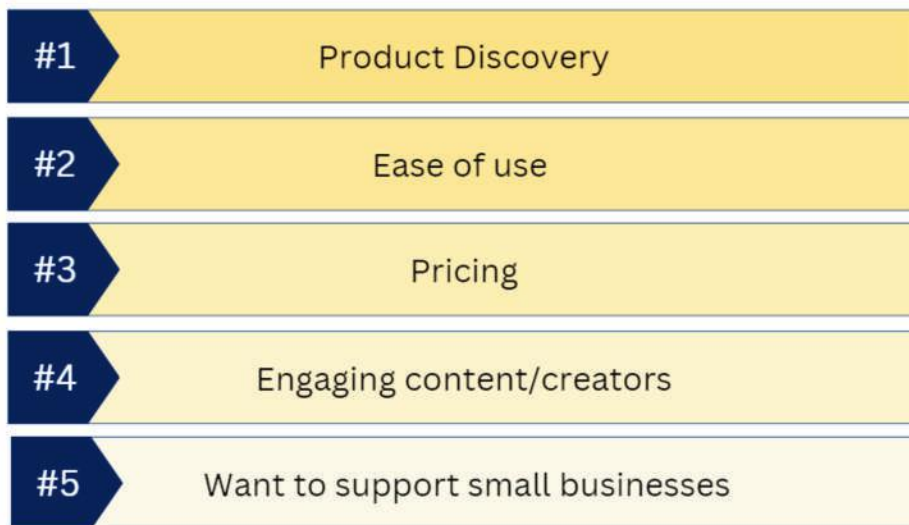 #1 Product Discovery
#2 Ease of use
#3 Pricing
#4 Engaging content/creators
#5 Want to support small businesses